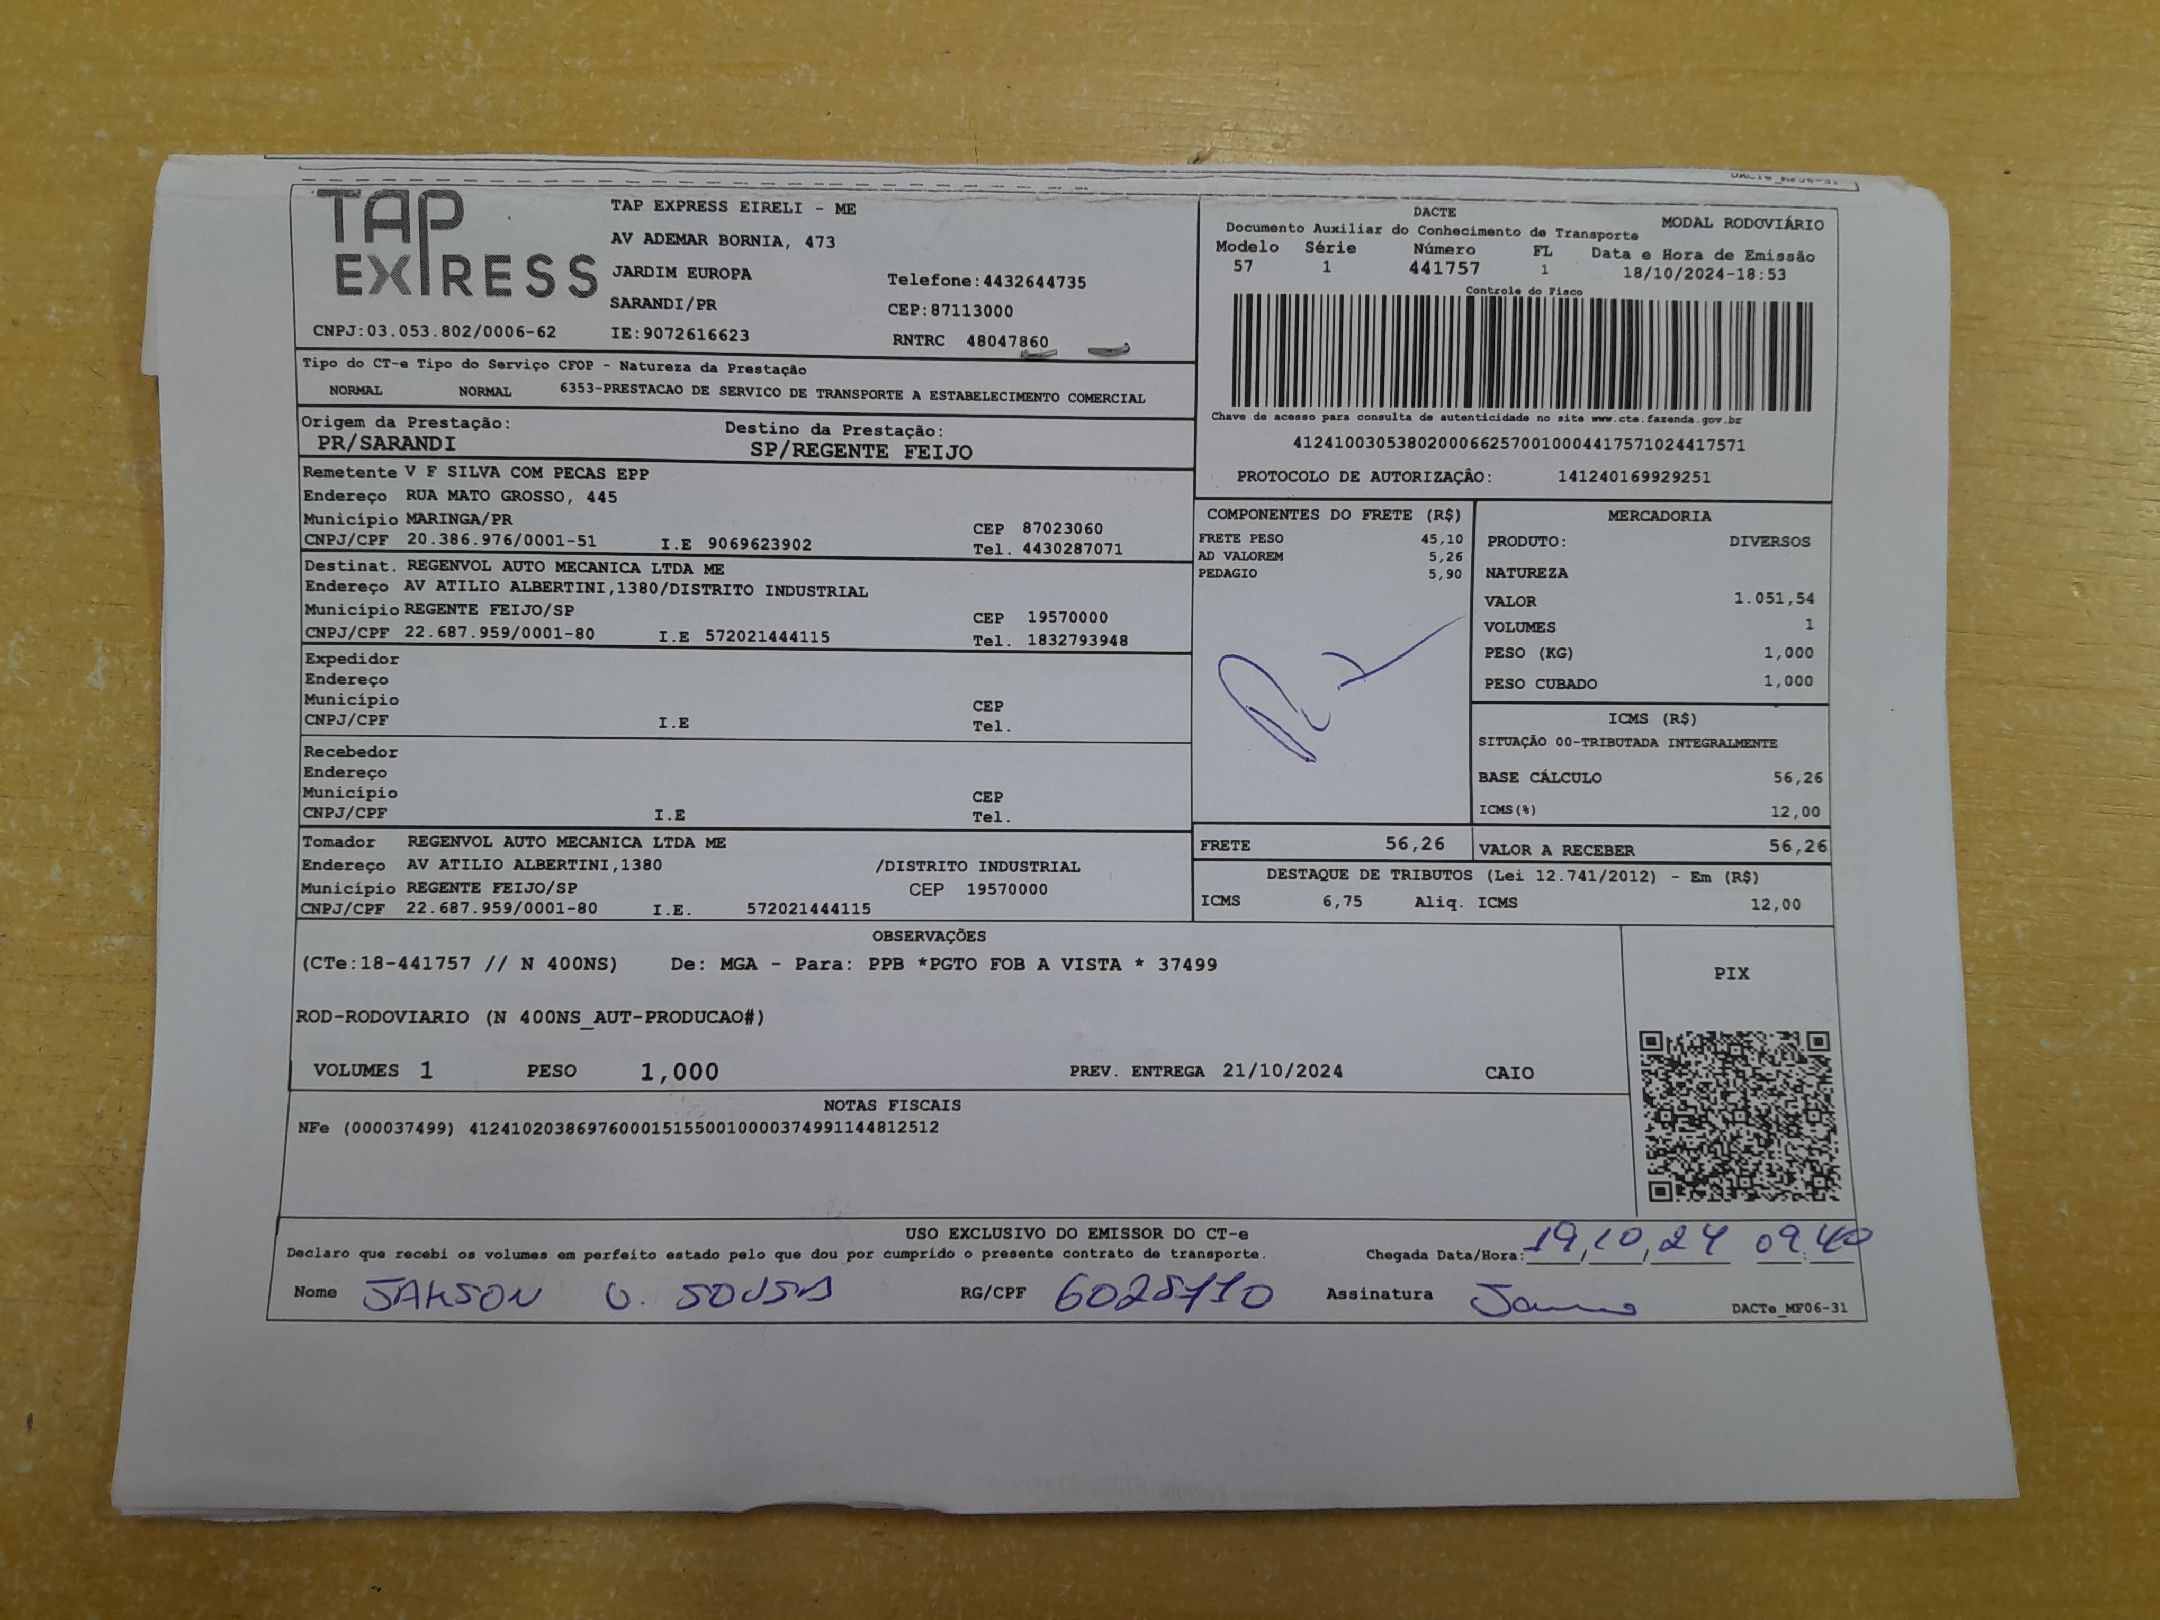 TAP
EXPRESS
TAP EXPRESS EIRELI - ME
AV ADEMAR BORNIA, 473
JARDIM EUROPA
Telefone:4432644735
SARANDI/PR
CEP:87113000
CNPJ:03.053.802/0006-62 IE:9072616623
RNTRC 48047860
Tipo do CT-e Tipo do Serviço CFOP - Natureza da Prestação
NORMAL NORMAL 6353-PRESTACAO DE SERVICO DE TRANSPORTE A ESTABELECIMENTO COMERCIAL
Origem da Prestação: Destino da Prestação:
PR/SARANDI SP/REGENTE FEIJO
Remetente V F SILVA COM PECAS EPP
Endereço RUA MATO GROSSO, 445
Município MARINGA/PR CEP 87023060
CNPJ/CPF 20.386.976/0001-51 I.E 9069623902 Tel. 4430287071
Destinat. REGENVOL AUTO MECANICA LTDA ME
Endereço AV ATILIO ALBERTINI,1380/DISTRITO INDUSTRIAL
Município REGENTE FEIJO/SP CEP 19570000
CNPJ/CPF 22.687.959/0001-80 I.E 572021444115 Tel. 1832793948
Expedidor
Endereço
Município CEP
CNPJ/CPF I.E Tel.
Recebedor
Endereço
Município CEP
CNPJ/CPF I.E Tel.
Tomador REGENVOL AUTO MECANICA LTDA ME
Endereço AV ATILIO ALBERTINI,1380 /DISTRITO INDUSTRIAL
Município REGENTE FEIJO/SP CEP 19570000
CNPJ/CPF 22.687.959/0001-80 I.E. 572021444115
DACTE MODAL RODOVIÁRIO
Documento Auxiliar do Conhecimento de Transporte
Modelo Série Número FL Data e Hora de Emissão
57 1 441757 1 18/10/2024-18:53
Controle do Fisco
Chave de acesso para consulta de autenticidade no site www.cte.fazenda.gov.br
41241003053802000662570010004417571024417571
PROTOCOLO DE AUTORIZAÇÂO: 141240169929251
COMPONENTES DO FRETE (R$)
FRETE PESO 45,10
AD VALOREM 5,26
PEDAGIO 5,90
MERCADORIA
PRODUTO: DIVERSOS
NATUREZA
VALOR 1.051,54
VOLUMES 1
PESO (KG) 1,000
PESO CUBADO 1,000
ICMS (R$)
SITUAÇÃO 00-TRIBUTADA INTEGRALMENTE
BASE CÁLCULO 56,26
ICMS(%) 12,00
FRETE 56,26 VALOR A RECEBER 56,26
DESTAQUE DE TRIBUTOS (Lei 12.741/2012) - Em (R$)
ICMS 6,75 Aliq. ICMS 12,00
OBSERVAÇÕES
(CTe:18-441757 // N 400NS) De: MGA - Para: PPB *PGTO FOB A VISTA * 37499
ROD-RODOVIARIO (N 400NS_AUT-PRODUCAO#)
VOLUMES 1 PESO 1,000 PREV. ENTREGA 21/10/2024 CAIO
PIX
NOTAS FISCAIS
NFe (000037499) 41241020386976000151550010000374991144812512
USO EXCLUSIVO DO EMISSOR DO CT-e
Declaro que recebi os volumes em perfeito estado pelo que dou por cumprido o presente contrato de transporte. Chegada Data/Hora: 19,10,24 09:40
Nome JAKSON G. SOUSA RG/CPF Assinatura
DACTe_MF06-31